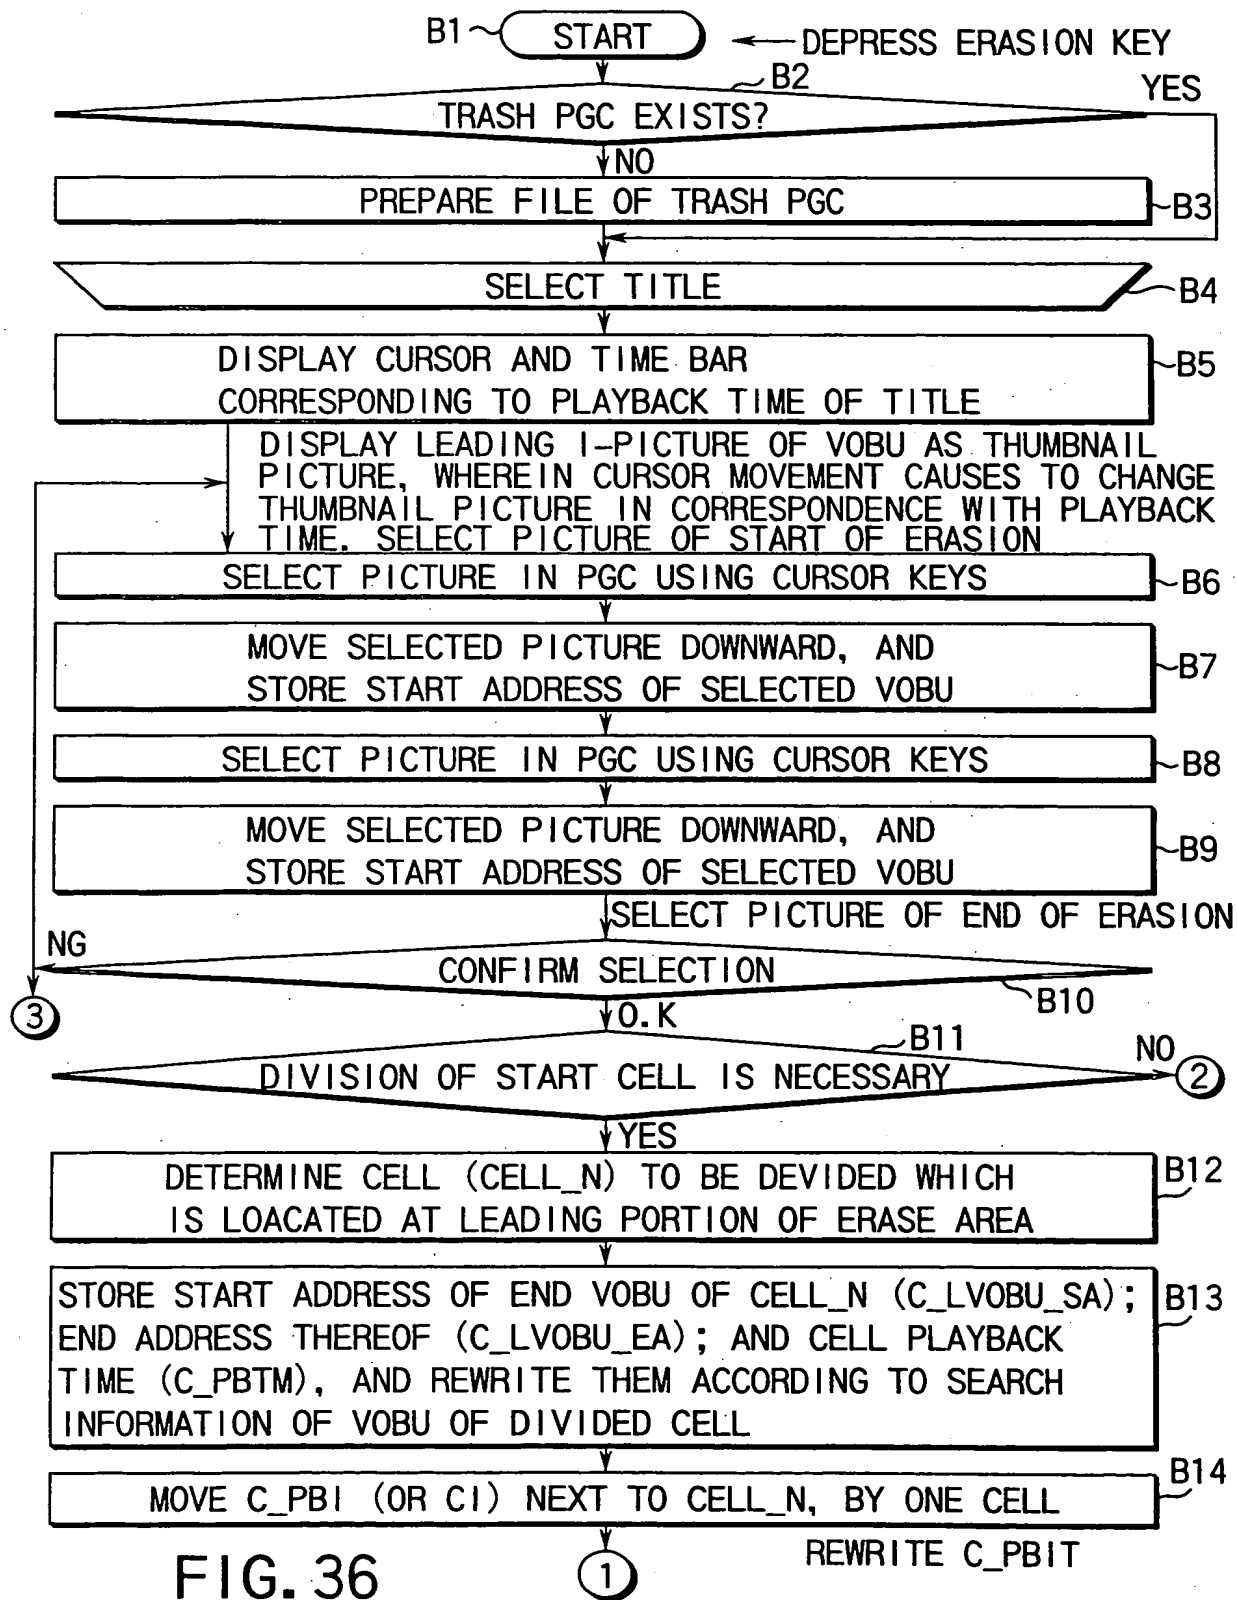 B1
START
DEPRESS ERASION KEY
B2
YES
TRASH PGC EXISTS?
NO
PREPARE FILE OF TRASH PGC
B3
SELECT TITLE
B4
DISPLAY CURSOR AND TIME BAR
CORRESPONDING TO PLAYBACK TIME OF TITLE
B5
DISPLAY LEADING I-PICTURE OF VOBU AS THUMBNAIL
PICTURE, WHEREIN CURSOR MOVEMENT CAUSES TO CHANGE
THUMBNAIL PICTURE IN CORRESPONDENCE WITH PLAYBACK
TIME. SELECT PICTURE OF START OF ERASION
SELECT PICTURE IN PGC USING CURSOR KEYS
B6
MOVE SELECTED PICTURE DOWNWARD, AND
STORE START ADDRESS OF SELECTED VOBU
B7
SELECT PICTURE IN PGC USING CURSOR KEYS
B8
MOVE SELECTED PICTURE DOWNWARD, AND
STORE START ADDRESS OF SELECTED VOBU
B9
SELECT PICTURE OF END OF ERASION
NG
CONFIRM SELECTION
B10
3
O.K
B11
NO
DIVISION OF START CELL IS NECESSARY
2
YES
DETERMINE CELL (CELL_N) TO BE DEVIDED WHICH
IS LOACATED AT LEADING PORTION OF ERASE AREA
B12
STORE START ADDRESS OF END VOBU OF CELL_N (C_LVOBU_SA);
END ADDRESS THEREOF (C_LVOBU_EA); AND CELL PLAYBACK
TIME (C_PBTM), AND REWRITE THEM ACCORDING TO SEARCH
INFORMATION OF VOBU OF DIVIDED CELL
B13
MOVE C_PBI (OR CI) NEXT TO CELL_N, BY ONE CELL
B14
REWRITE C_PBIT
1
FIG. 36